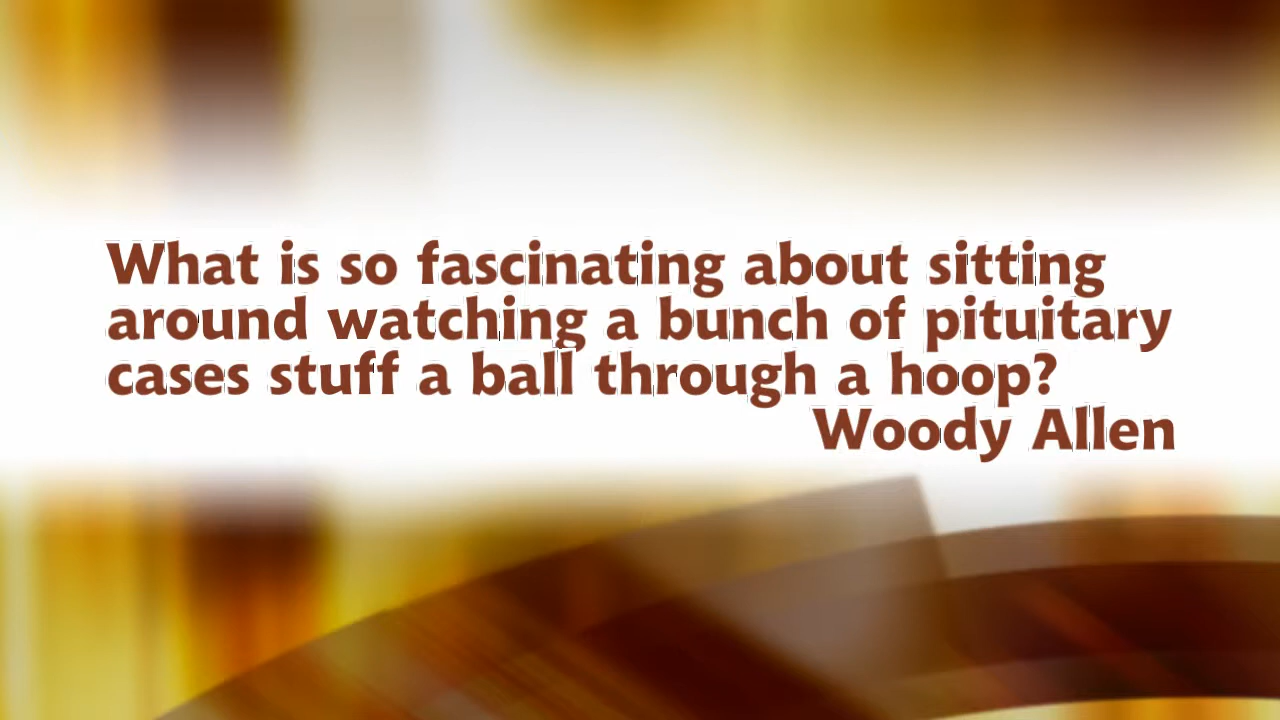 What is so fascinating about sitting
around watching a bunch of pituitary
cases stuff a ball through a hoop?
Woody Allen